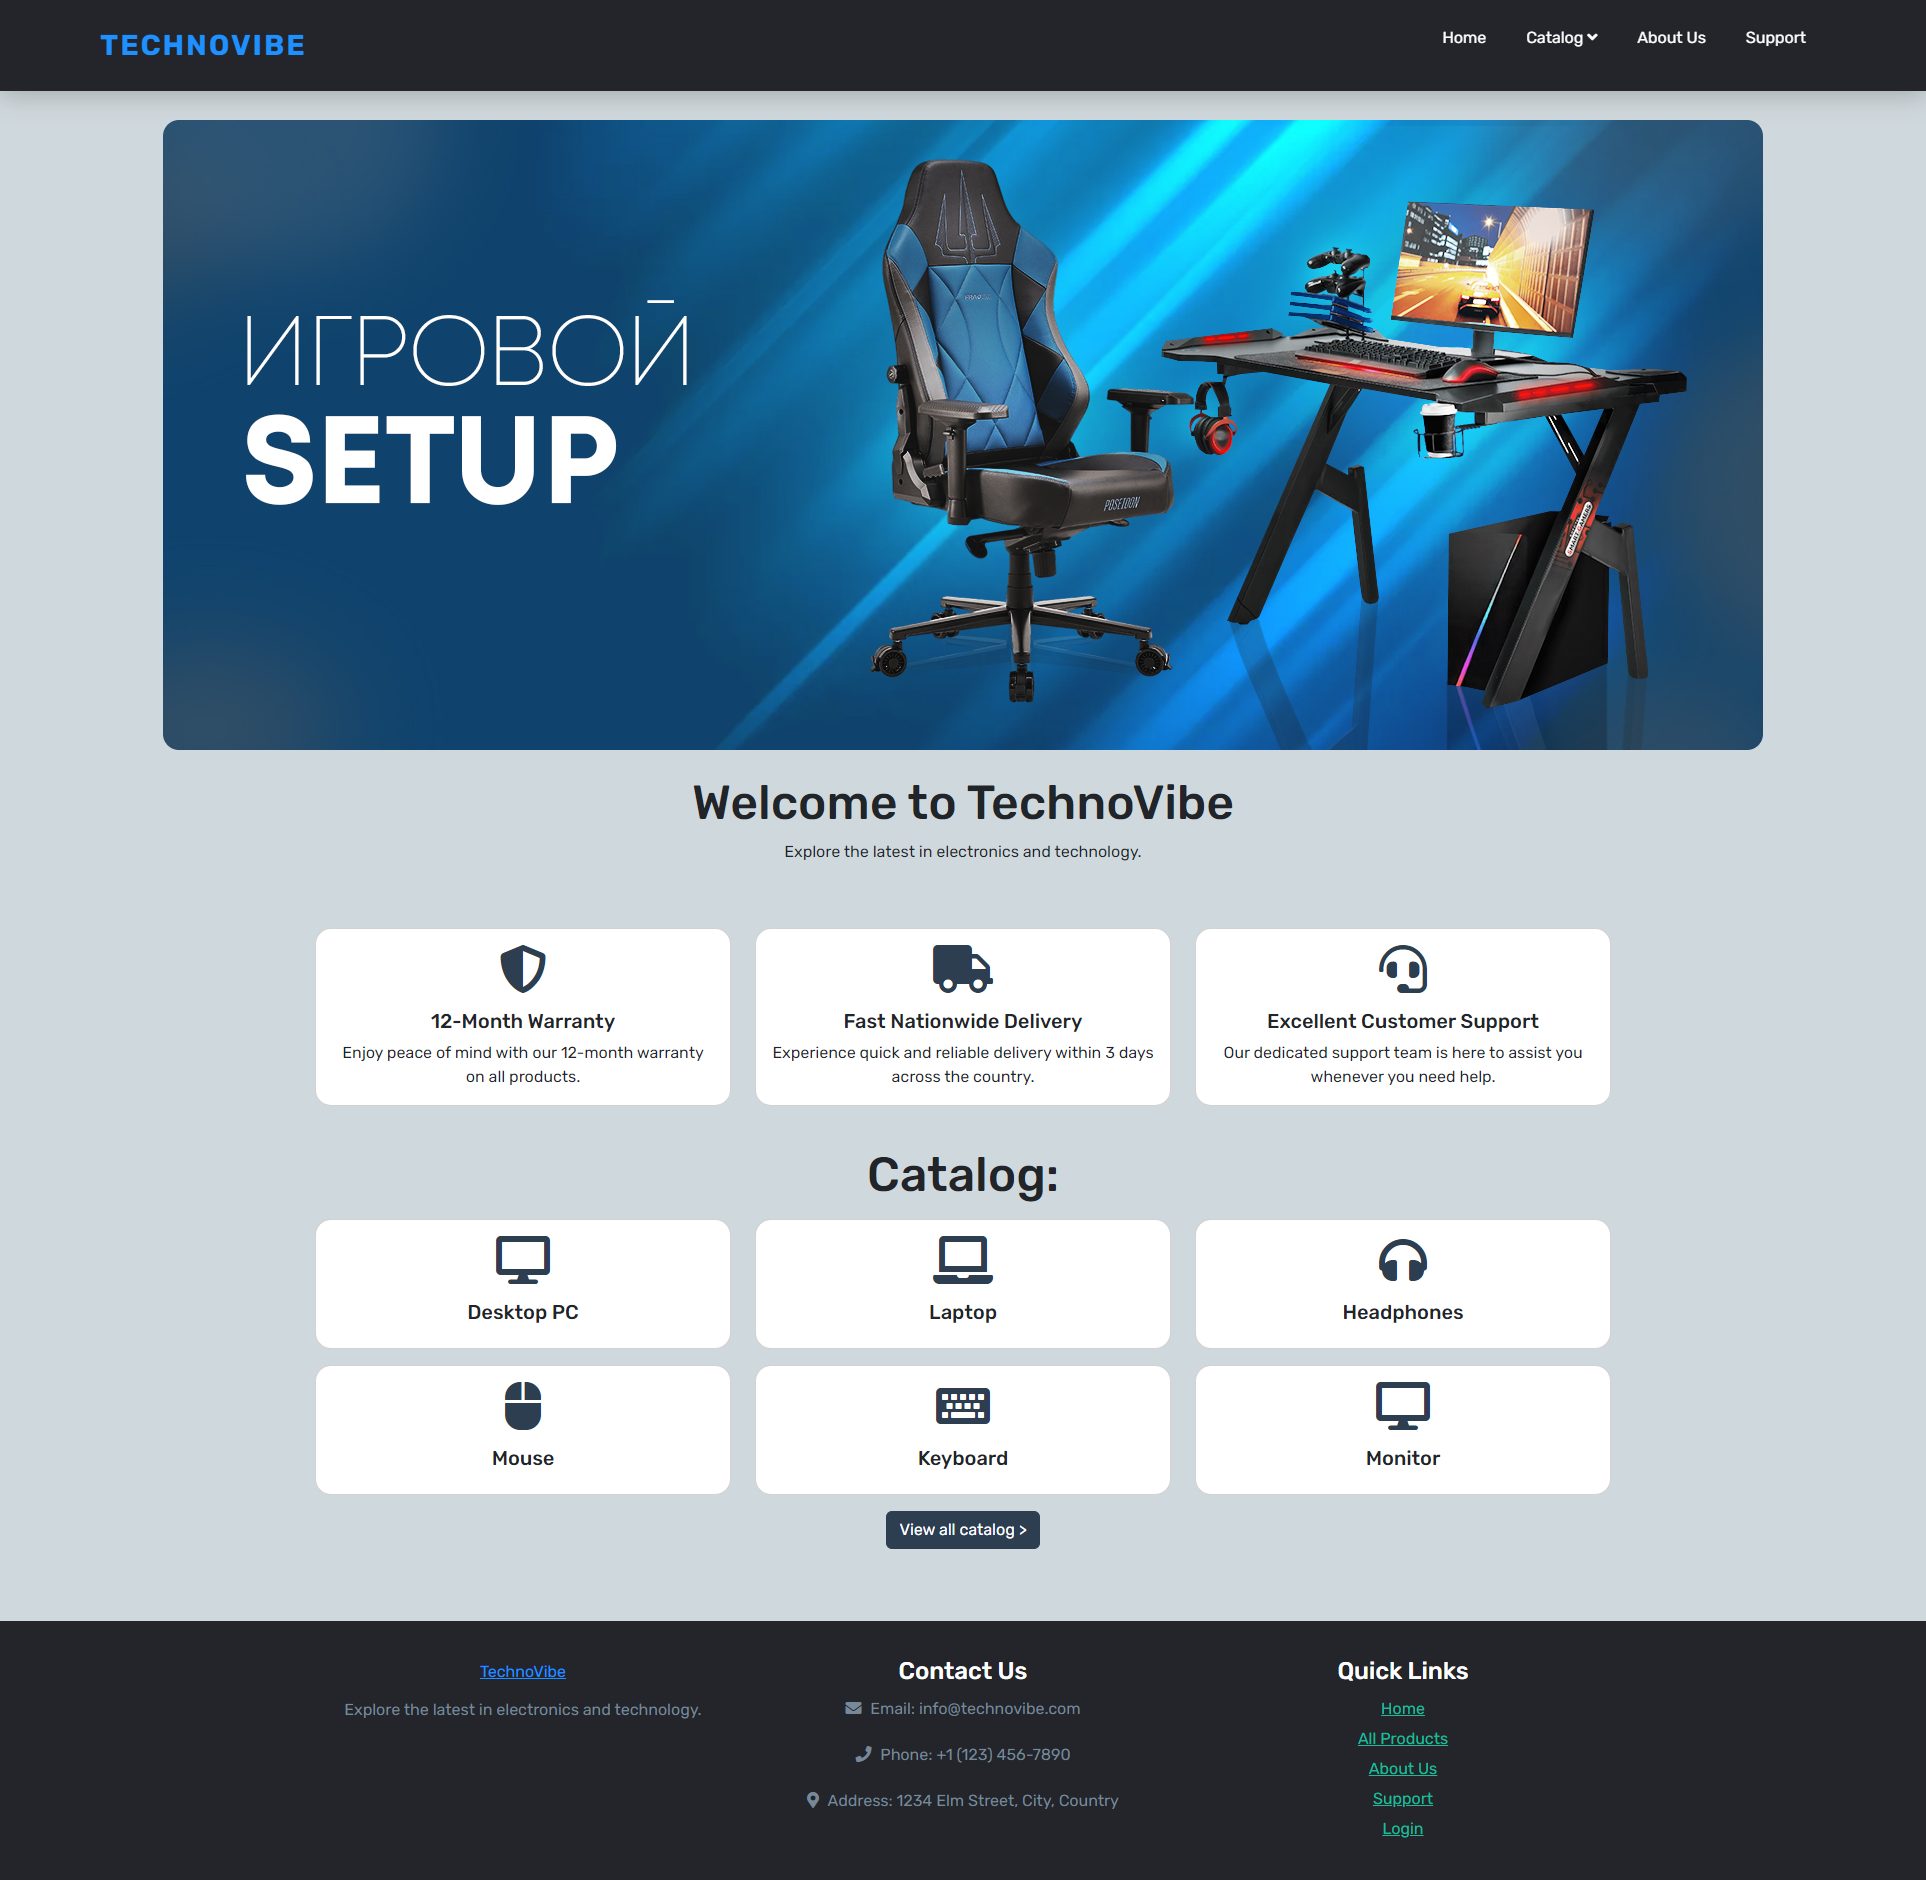 TECHNOVIBE
Home Catalog About Us Support
ИГРОВОЙ
SETUP
POSEIDON
Welcome to TechnoVibe
Explore the latest in electronics and technology.
12-Month Warranty
Enjoy peace of mind with our 12-month warranty
on all products.
Fast Nationwide Delivery
Experience quick and reliable delivery within 3 days
across the country.
Excellent Customer Support
Our dedicated support team is here to assist you
whenever you need help.
Catalog:
Desktop PC
Laptop
Headphones
Mouse
Keyboard
Monitor
View all catalog >
TechnoVibe
Explore the latest in electronics and technology.
Contact Us
Email: info@technovibe.com
Phone: +1 (123) 456-7890
Address: 1234 Elm Street, City, Country
Quick Links
Home
All Products
About Us
Support
Login